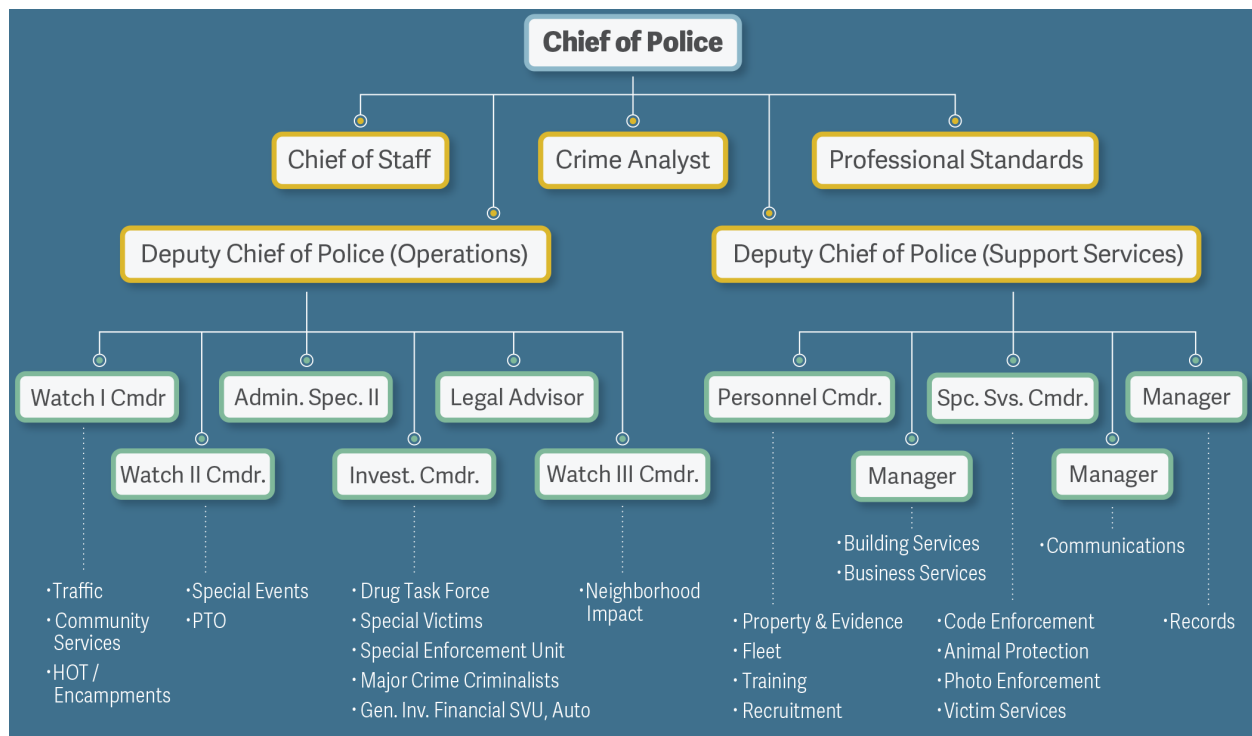 Chief of Police
Chief of Staff
Crime Analyst
Professional Standards
Deputy Chief of Police (Operations)
Deputy Chief of Police (Support Services)
Watch I Cmdr
Admin. Spec. II
Legal Advisor
Personnel Cmdr.
Spc. Svs. Cmdr.
Manager
Watch II Cmdr.
Invest. Cmdr.
Watch III Cmdr.
Manager
Manager
·Traffic
· Community
Services
·HOT /
Encampments
·Special Events
·PTO
· Drug Task Force
· Special Victims
· Special Enforcement Unit
· Major Crime Criminalists
· Gen. Inv. Financial SVU, Auto
·Neighborhood
Impact
· Property & Evidence
· Fleet
· Training
· Recruitment
·Building Services
·Business Services
· Code Enforcement
· Animal Protection
· Photo Enforcement
· Victim Services
·Communications
·Records